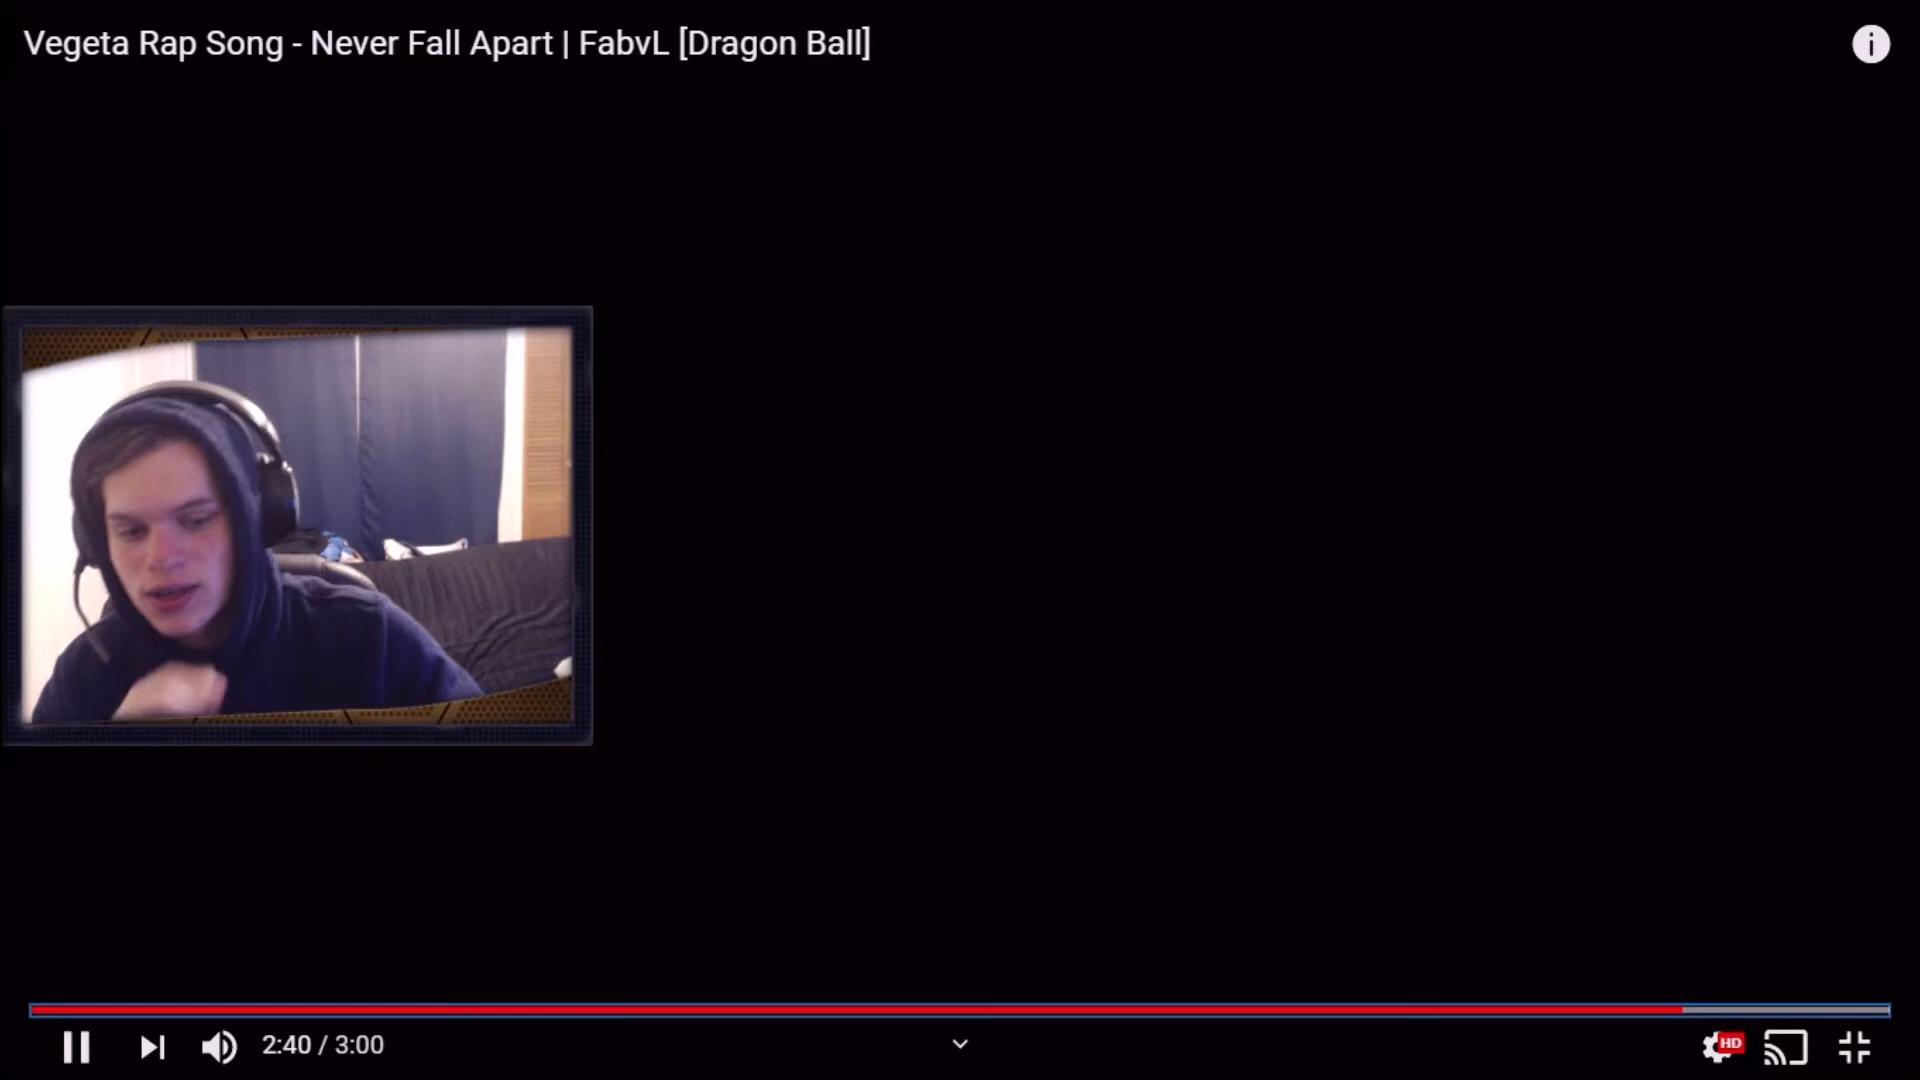 Vegeta Rap Song - Never Fall Apart | FabvL [Dragon Ball]
2:40 / 3:00
HD